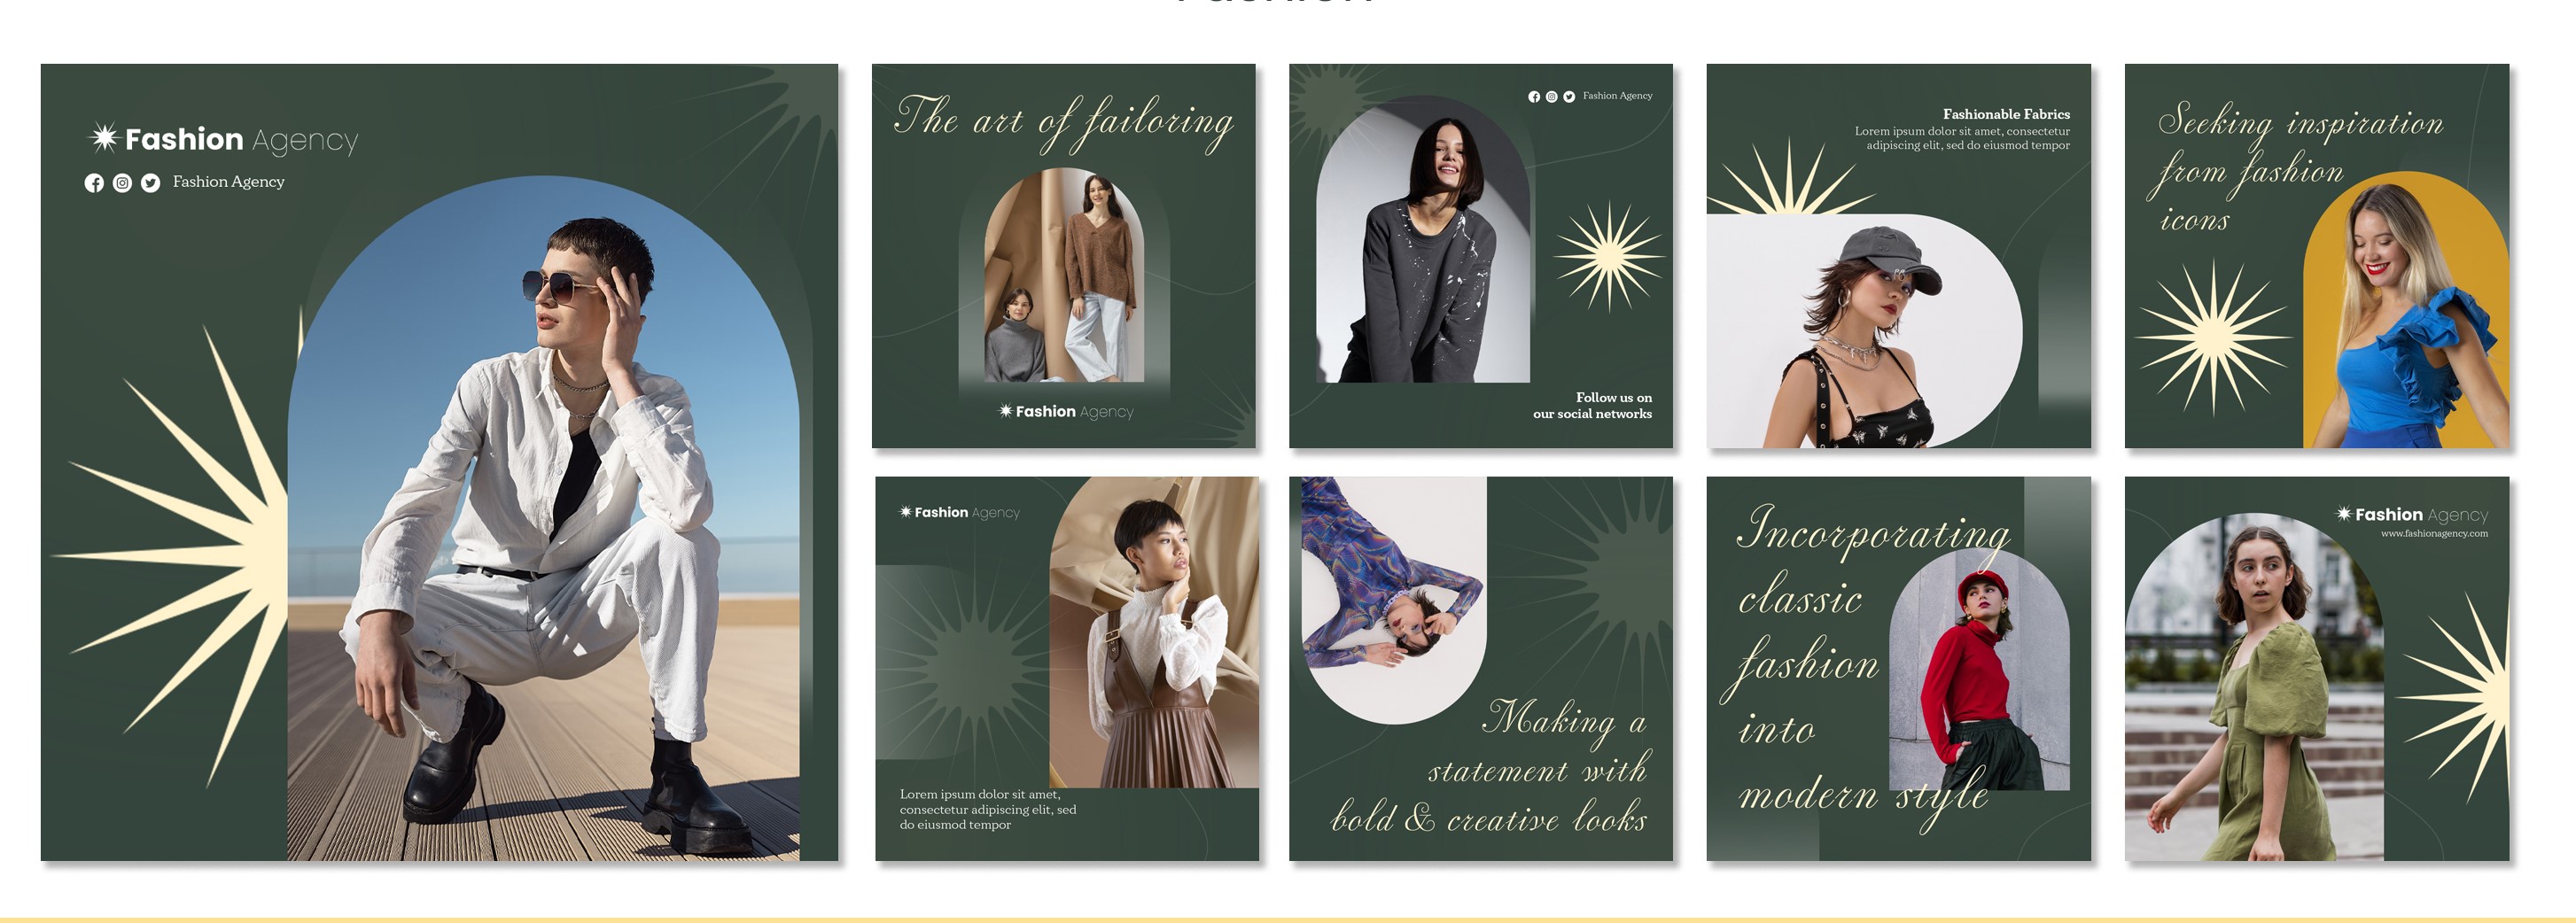 Fashion
Fashion Agency
Fashion Agency
The art of failoring
Fashion Agency
Fashion Agency
Follow us on
our social networks
Fashionable Fabrics
Lorem ipsum dolor sit amet, consectetur
adipiscing elit, sed do eiusmod tempor
Seeking inspiration
from fashion
icons
Fashion Agency
Lorem ipsum dolor sit amet,
consectetur adipiscing elit, sed
do eiusmod tempor
Making a
statement with
bold & creative looks
Incorporating
classic
fashion
into
modern style
Fashion Agency
www.fashionagency.com